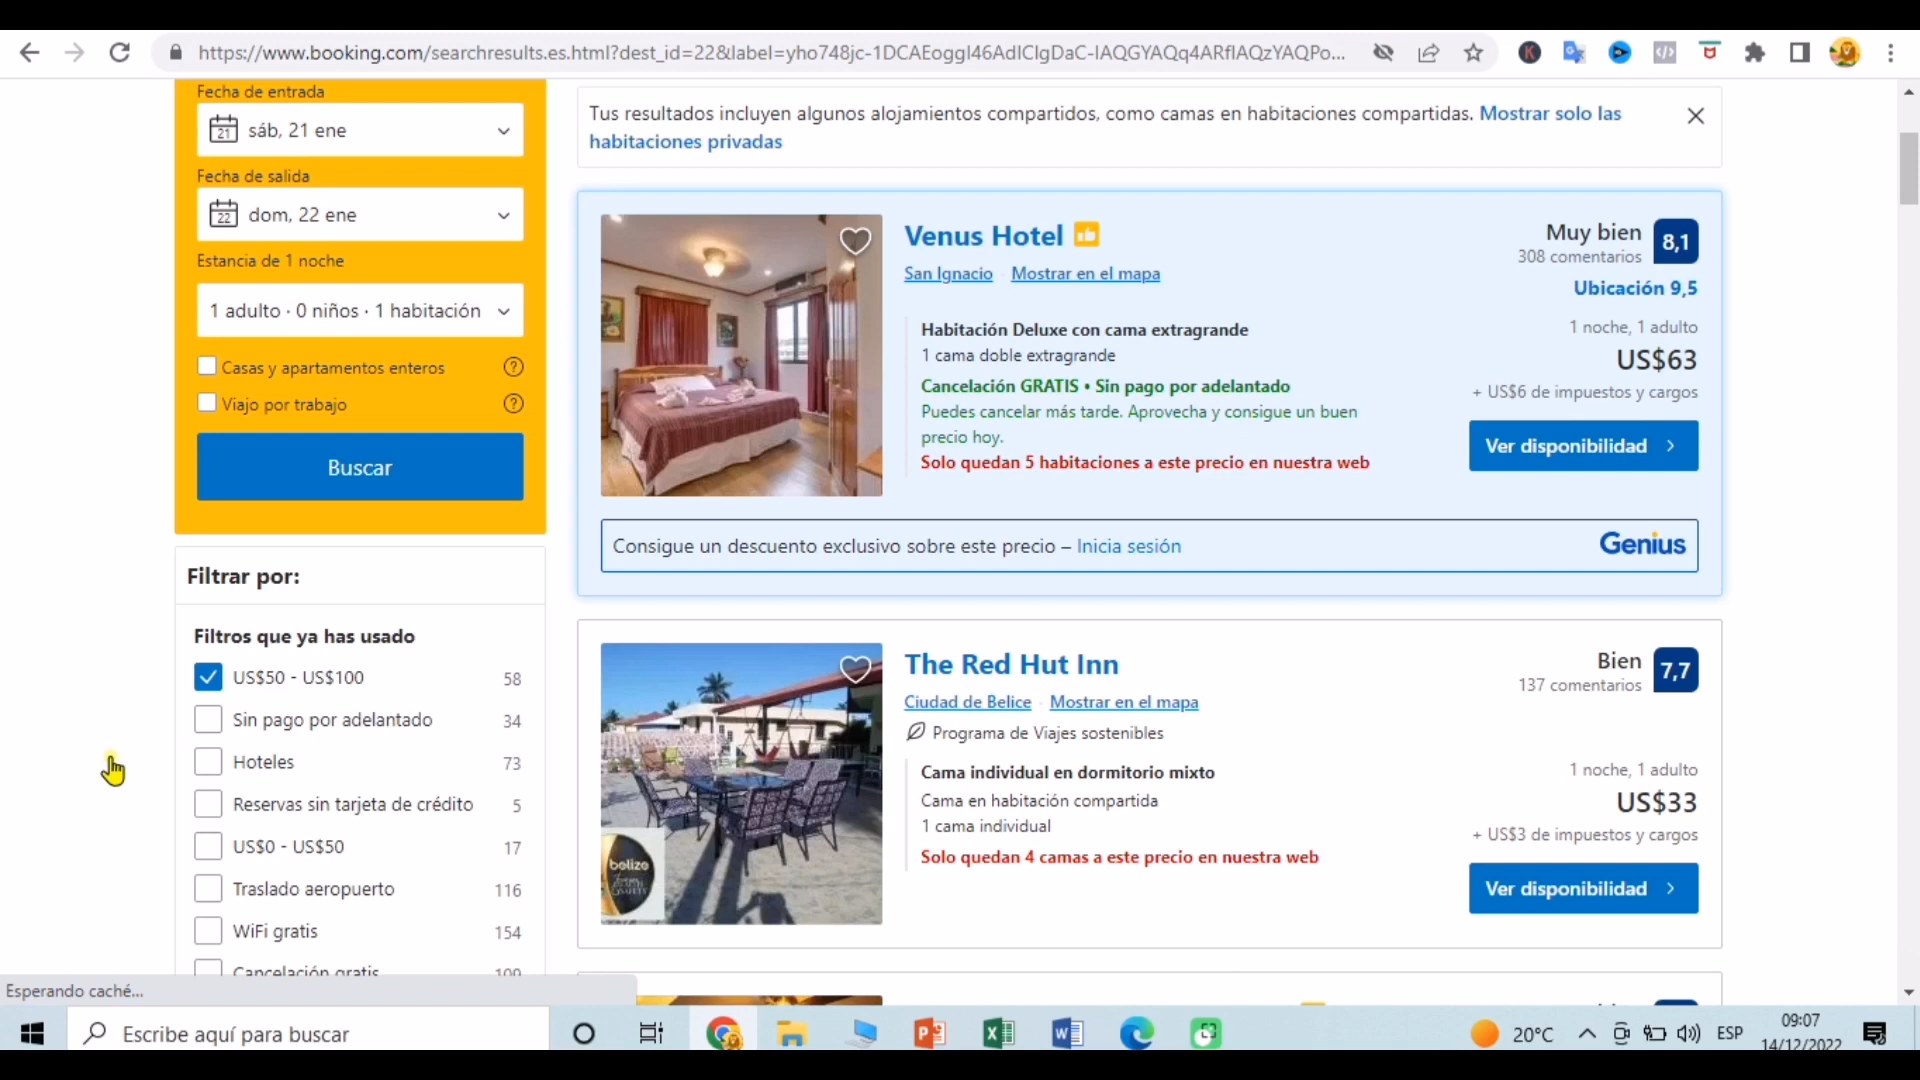 https://www.booking.com/searchresults.es.html?dest_id=22&label=yho748jc-1DCAEoggI46AdICIgDaC-IAQGYAQq4ARfIAQzYAQPo...
Fecha de entrada
21
sáb, 21 ene
Fecha de salida
22
dom, 22 ene
Estancia de 1 noche
1 adulto · 0 niños · 1 habitación
Casas y apartamentos enteros
Viajo por trabajo
Buscar
Filtrar por:
Filtros que ya has usado
US$50 - US$100 58
Sin pago por adelantado 34
Hoteles 73
Reservas sin tarjeta de crédito 5
US$0 - US$50 17
Traslado aeropuerto 116
WiFi gratis 154
Cancelación gratis 109
Tus resultados incluyen algunos alojamientos compartidos, como camas en habitaciones compartidas. Mostrar solo las
habitaciones privadas
Venus Hotel
San Ignacio · Mostrar en el mapa
Habitación Deluxe con cama extragrande
1 cama doble extragrande
Cancelación GRATIS • Sin pago por adelantado
Puedes cancelar más tarde. Aprovecha y consigue un buen
precio hoy.
Solo quedan 5 habitaciones a este precio en nuestra web
Muy bien
308 comentarios
8,1
Ubicación 9,5
1 noche, 1 adulto
US$63
+ US$6 de impuestos y cargos
Ver disponibilidad
Consigue un descuento exclusivo sobre este precio – Inicia sesión
Genius
The Red Hut Inn
Ciudad de Belice · Mostrar en el mapa
Programa de Viajes sostenibles
Cama individual en dormitorio mixto
Cama en habitación compartida
1 cama individual
Solo quedan 4 camas a este precio en nuestra web
Bien
137 comentarios
7,7
1 noche, 1 adulto
US$33
+ US$3 de impuestos y cargos
Ver disponibilidad
belize
Esperando caché...
Escribe aquí para buscar
20°C
ESP
09:07
14/12/2022